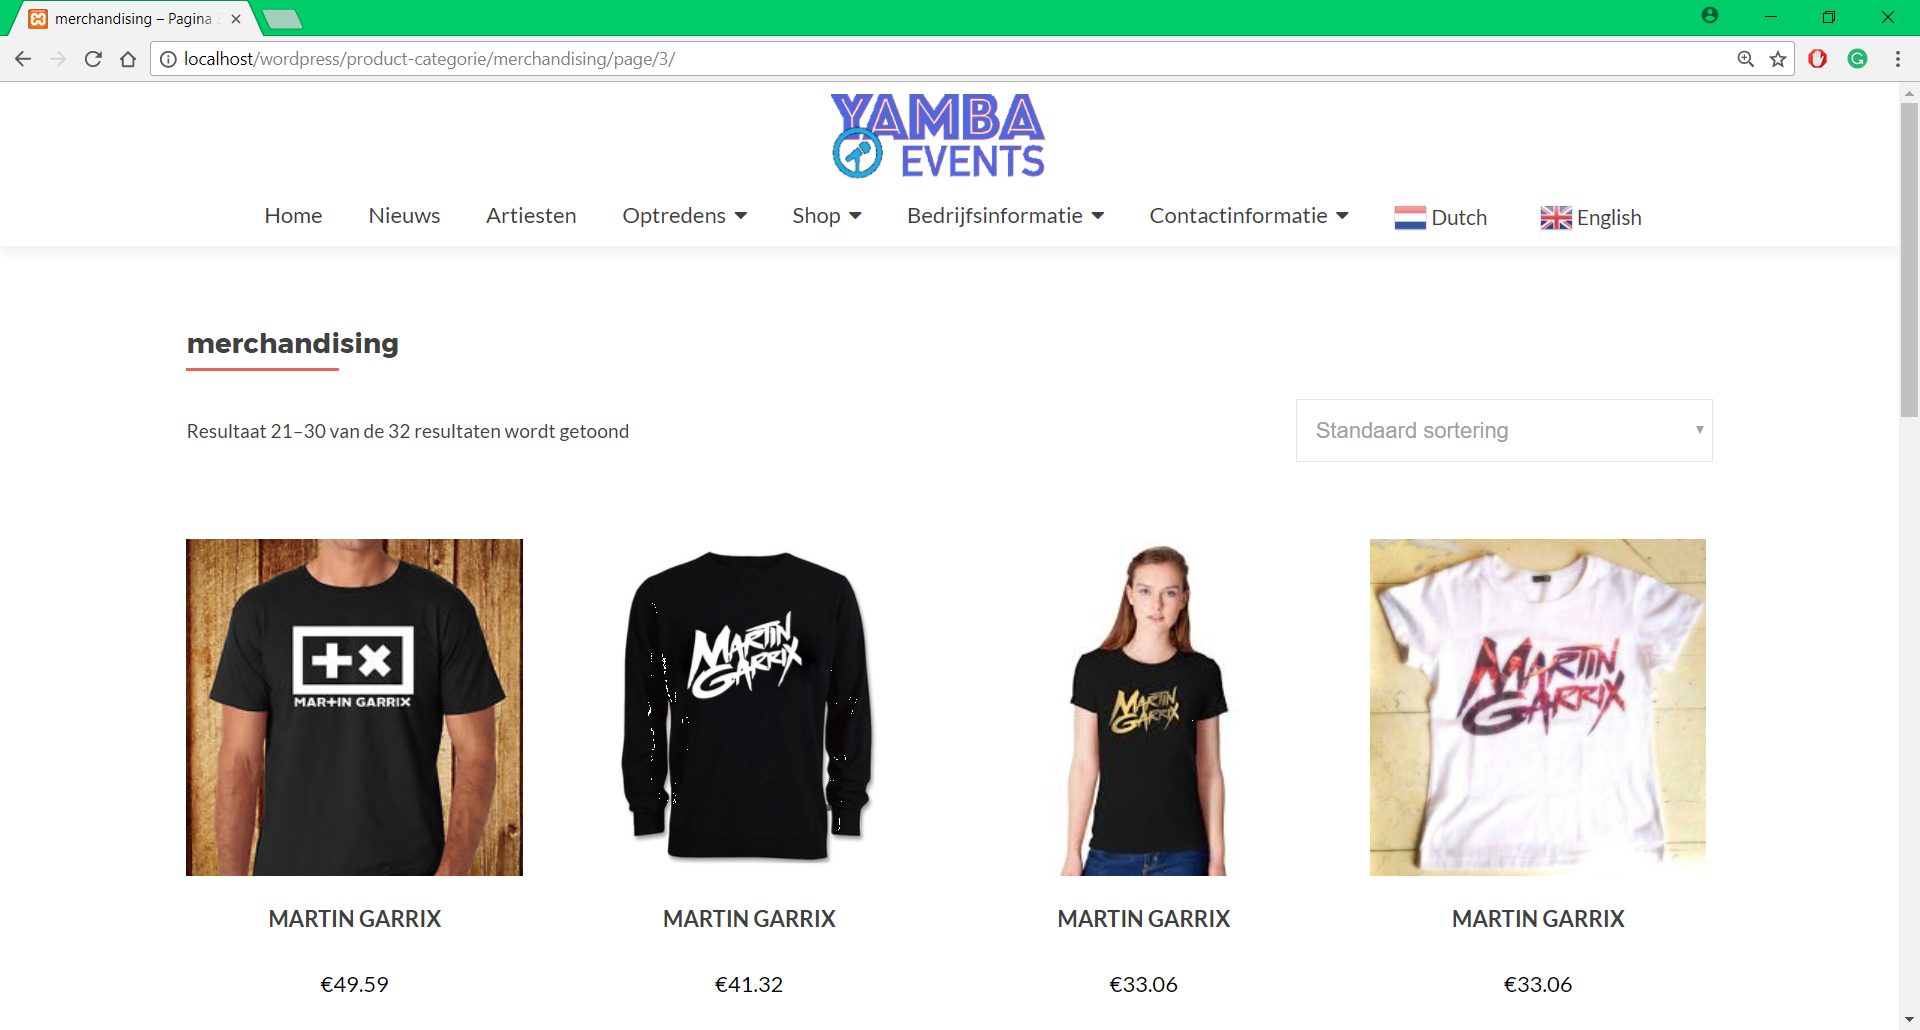 merchandising – Pagina
localhost/wordpress/product-categorie/merchandising/page/3/
YAMBA
EVENTS
Home Nieuws Artiesten Optredens Shop Bedrijfsinformatie Contactinformatie Dutch English
merchandising
Resultaat 21–30 van de 32 resultaten wordt getoond
Standaard sortering
MAR+IN GARRIX
MARTIN
GARRIX
MARTIN
GARRIX
MARTIN
GARRIX
MARTIN GARRIX MARTIN GARRIX MARTIN GARRIX MARTIN GARRIX
€49.59 €41.32 €33.06 €33.06